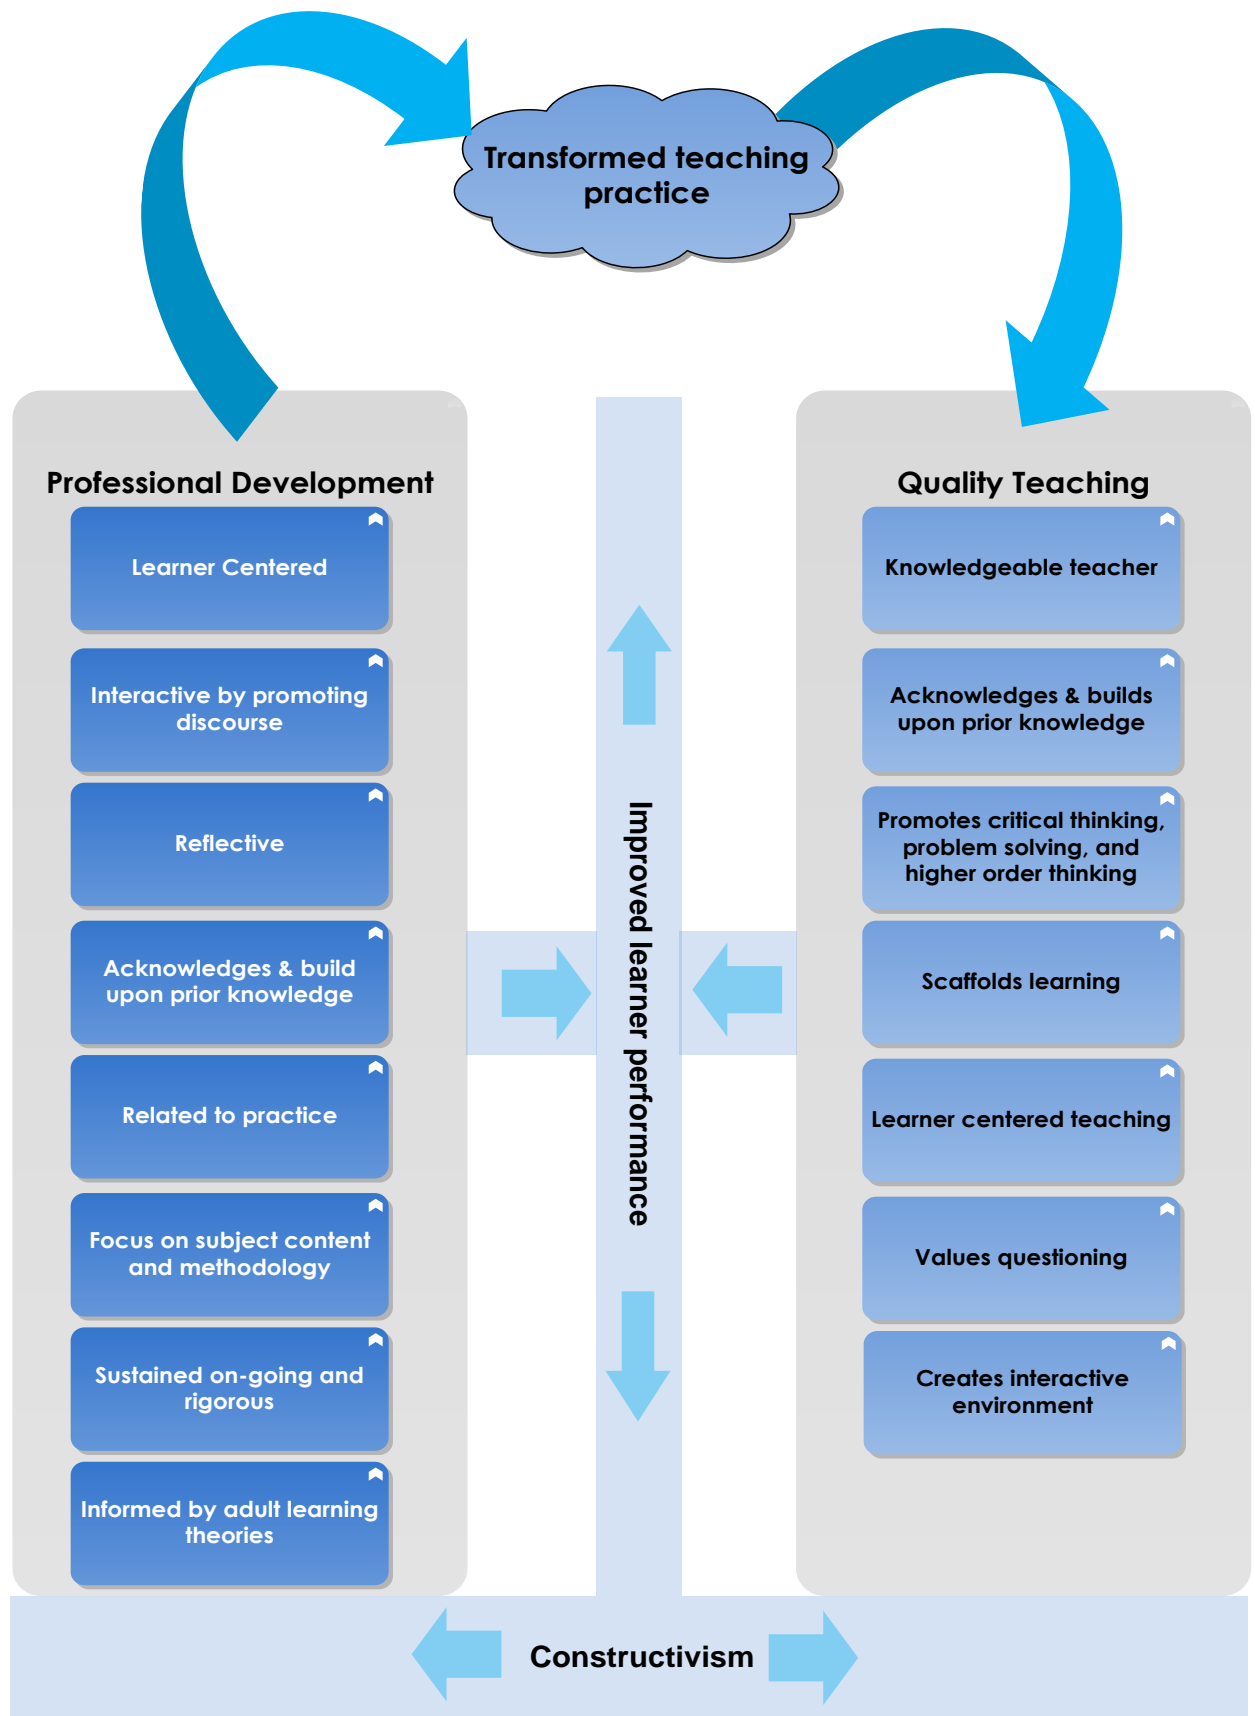 Transformed teaching
practice
Professional Development
Learner Centered
Interactive by promoting
discourse
Reflective
Acknowledges & build
upon prior knowledge
Related to practice
Focus on subject content
and methodology
Sustained on-going and
rigorous
Informed by adult learning
theories
Improved learner performance
Quality Teaching
Knowledgeable teacher
Acknowledges & builds
upon prior knowledge
Promotes critical thinking,
problem solving, and
higher order thinking
Scaffolds learning
Learner centered teaching
Values questioning
Creates interactive
environment
Constructivism